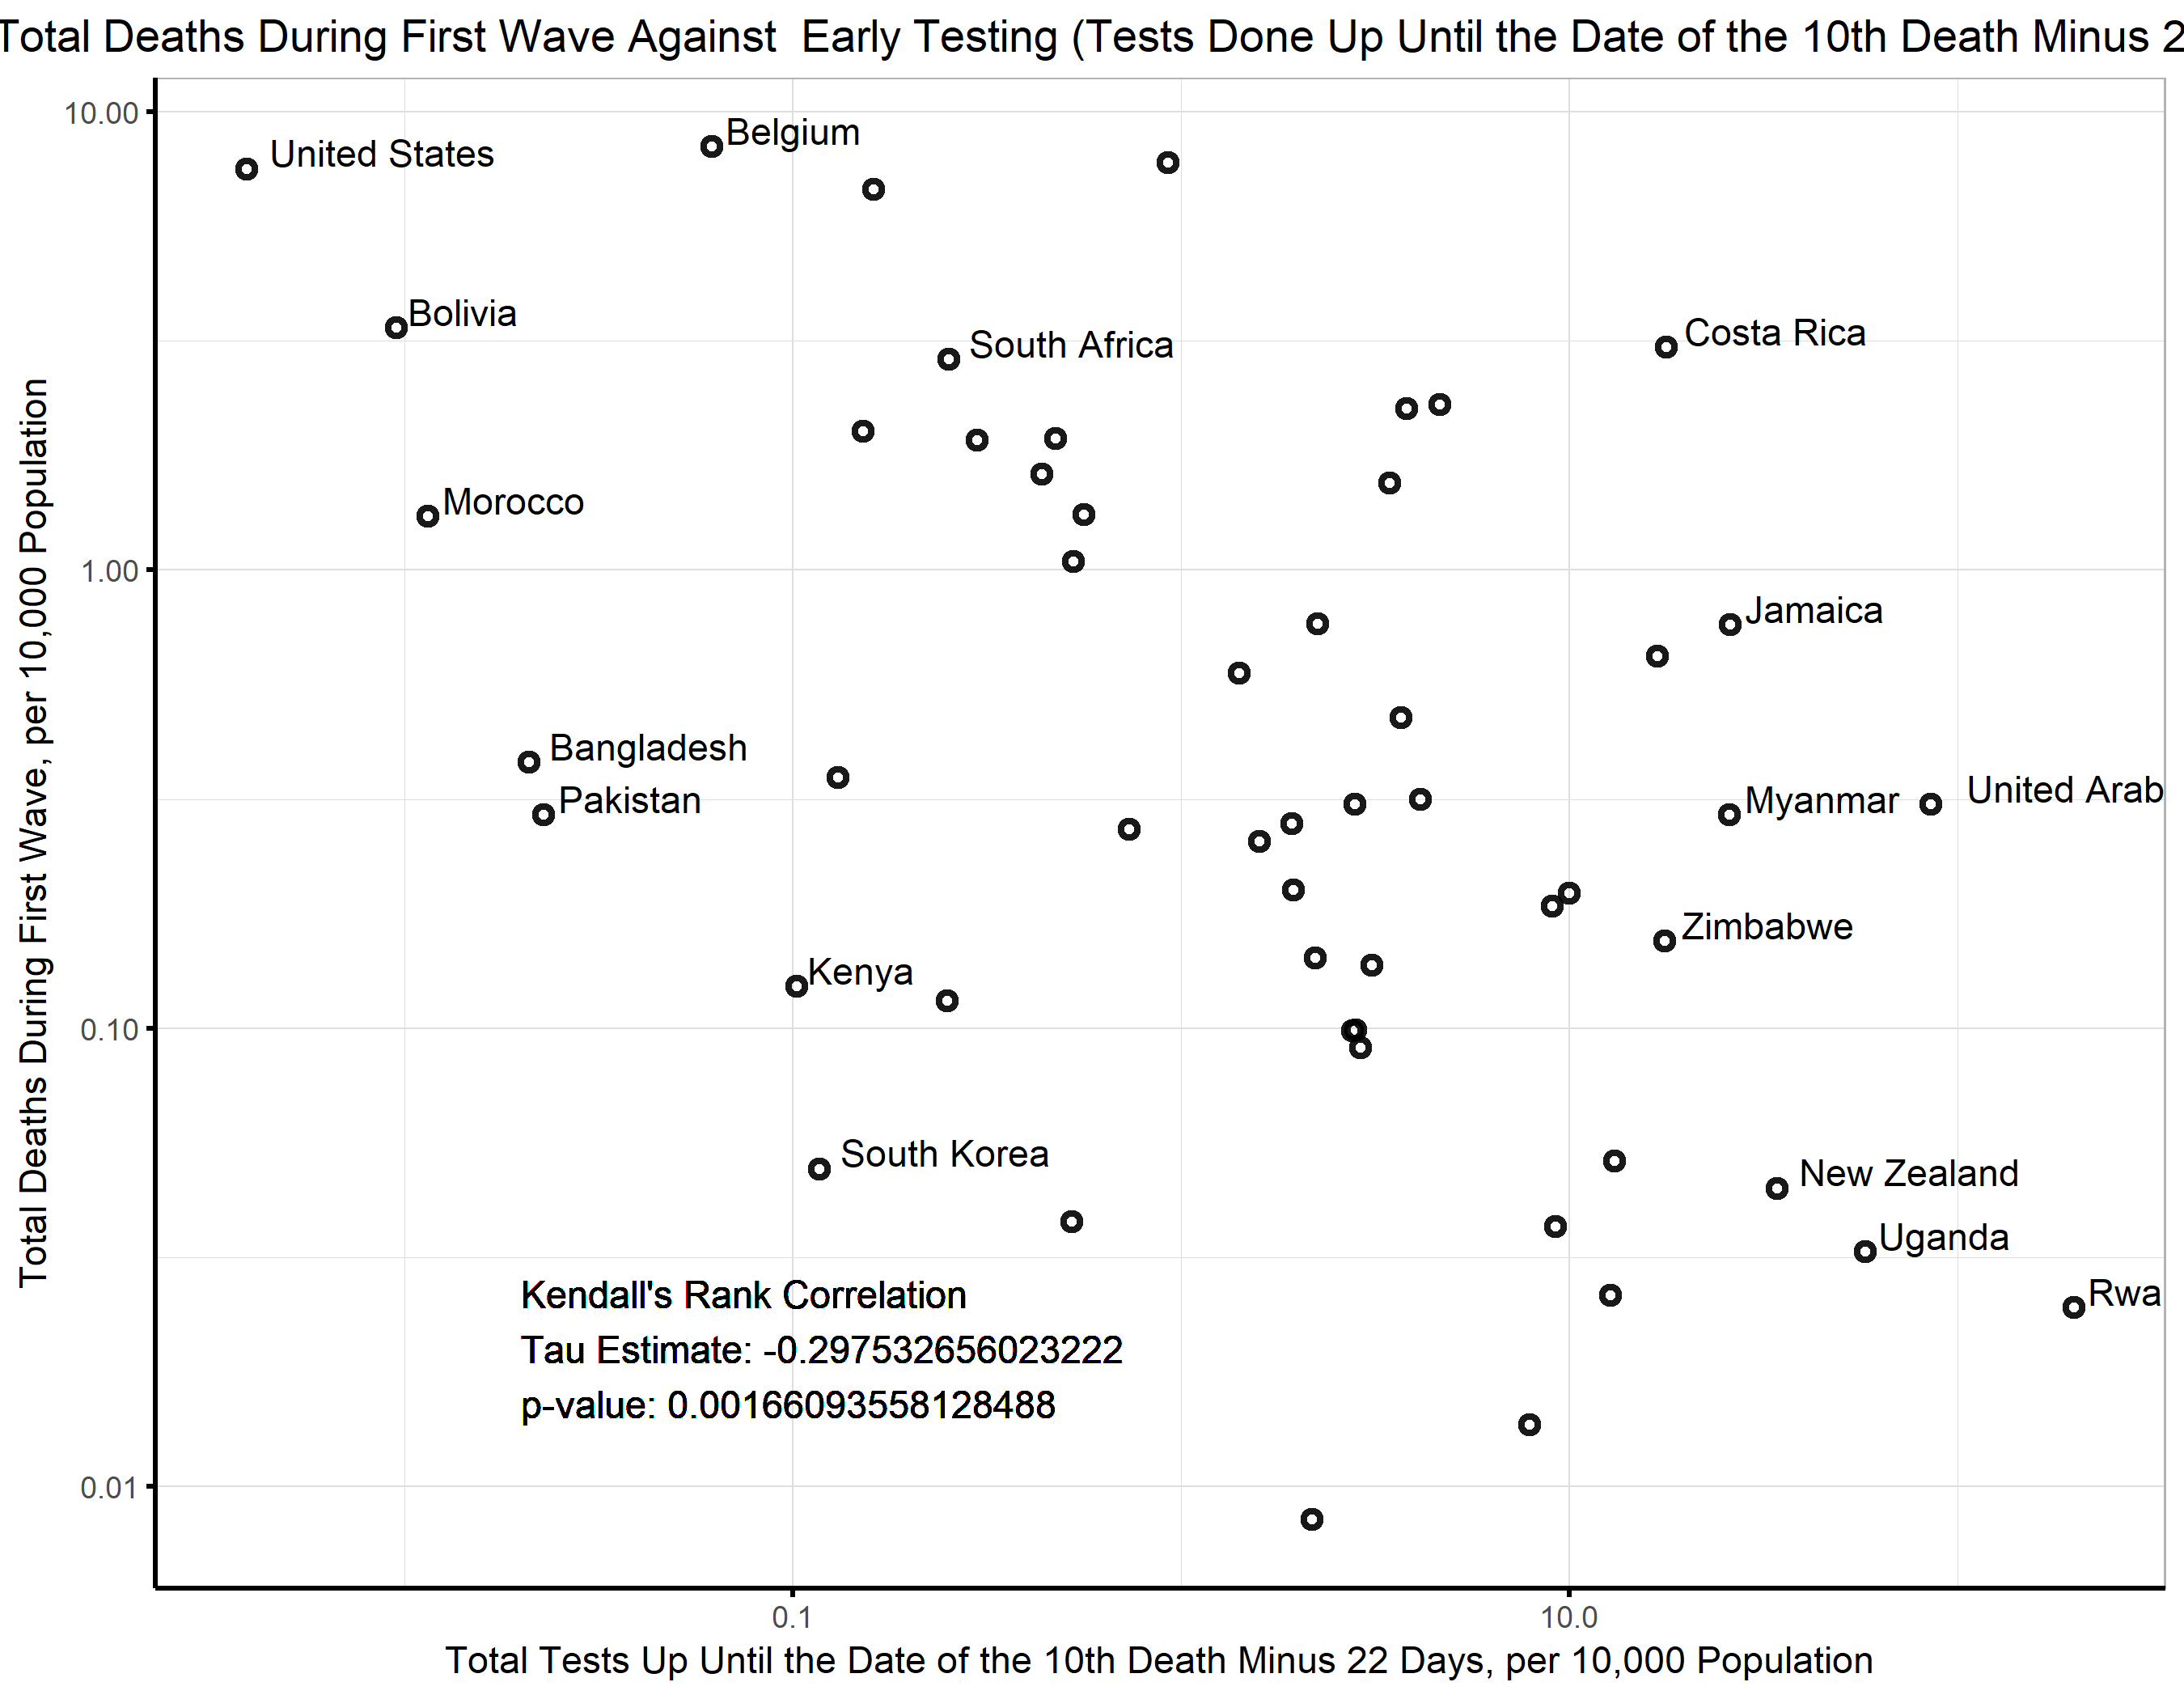 Total Deaths During First Wave Against  Early Testing (Tests Done Up Until the Date of the 10th Death Minus 2
10.00
Belgium
United States
Bolivia
Costa Rica
South Africa
Morocco
1.00
Jamaica
Bangladesh
United Arab
Pakistan
Myanmar
Zimbabwe
Kenya
0.10
South Korea
New Zealand
Uganda
Rwa
Kendall's Rank Correlation
Tau Estimate: -0.297532656023222
p-value: 0.00166093558128488
0.01
0.1
10.0
Total Tests Up Until the Date of the 10th Death Minus 22 Days, per 10,000 Population
Total Deaths During First Wave, per 10,000 Population